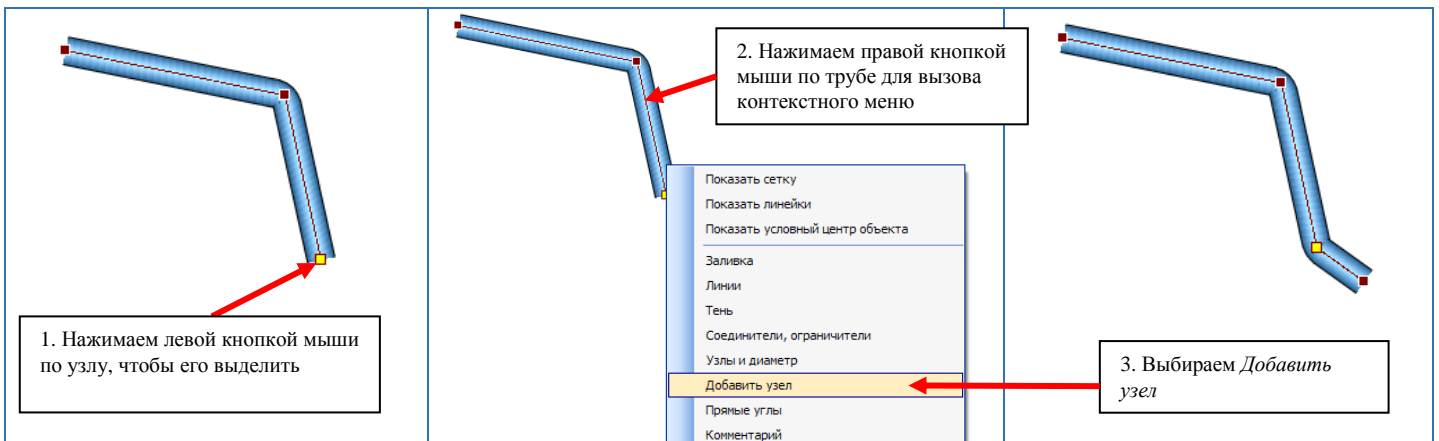 1. Нажимаем левой кнопкой мыши
по узлу, чтобы его выделить
2. Нажимаем правой кнопкой
мыши по трубе для вызова
контекстного меню
Показать сетку
Показать линейки
Показать условный центр объекта
Заливка
Линии
Тень
Соединители, ограничители
Узлы и диаметр
Добавить узел
Прямые углы
Комментарий
3. Выбираем Добавить
узел